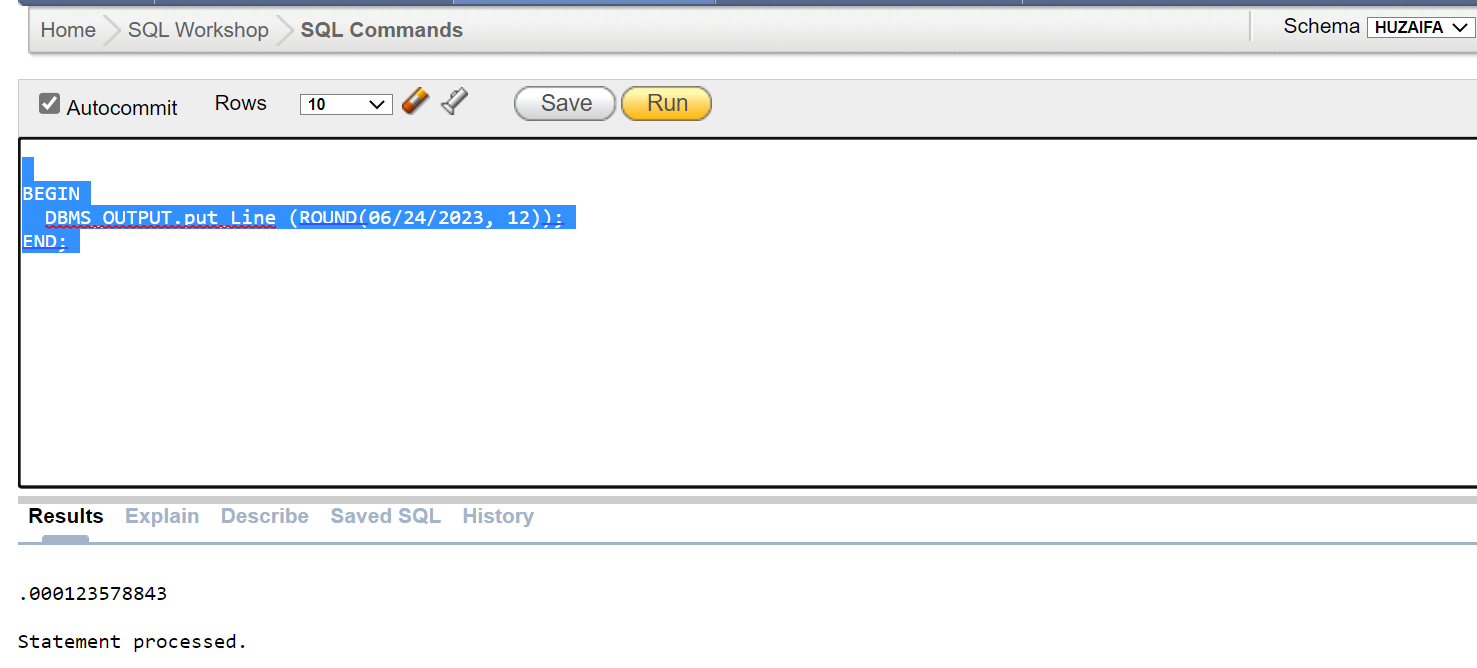 Home SQL Workshop SQL Commands Schema HUZAIFA
Autocommit Rows 10 Save Run
BEGIN
DBMS_OUTPUT.put_Line (ROUND(06/24/2023, 12));
END;
Results Explain Describe Saved SQL History
.000123578843
Statement processed.